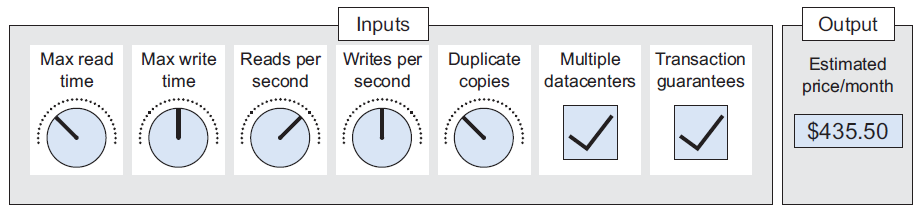 Inputs
Max read
time
Max write
time
Reads per
second
Writes per
second
Duplicate
copies
Multiple
datacenters
Transaction
guarantees
Output
Estimated
price/month
$435.50